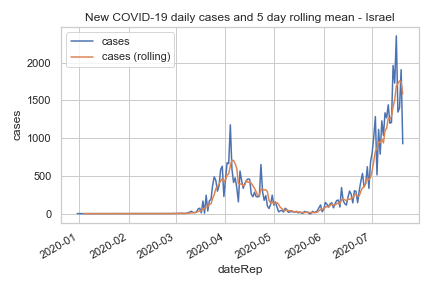 New COVID-19 daily cases and 5 day rolling mean - Israel
cases
cases (rolling)
cases
2000
1500
1000
500
0
2020-01
2020-02
2020-03
2020-04
2020-05
2020-06
2020-07
dateRep